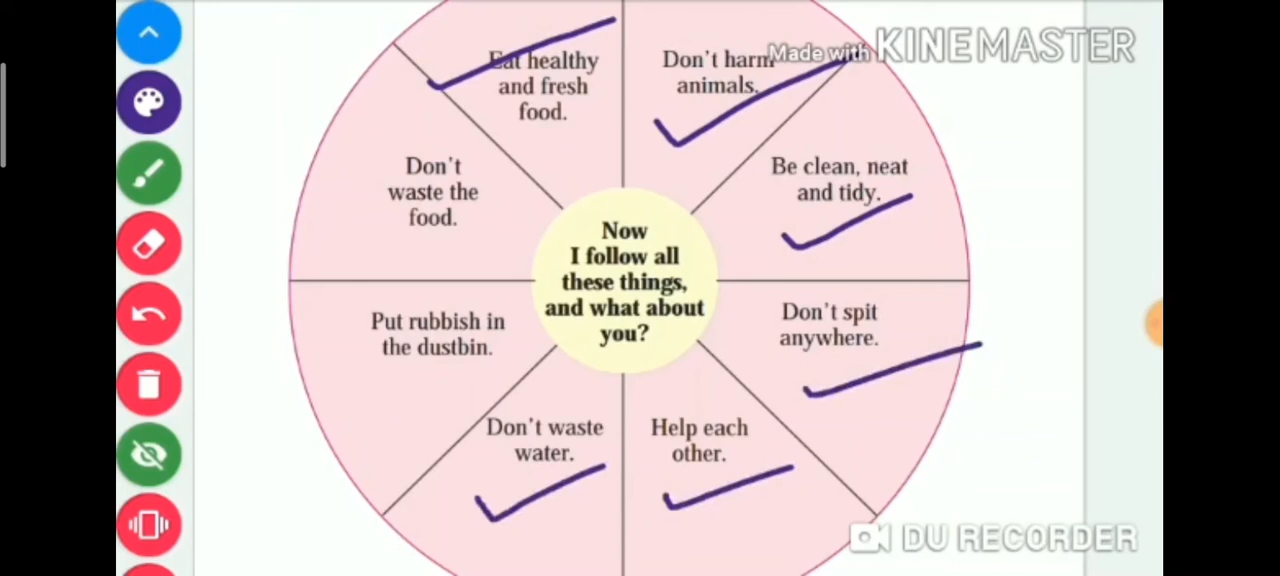 Made with KINEMASTER
Eat healthy
and fresh
food.
Don't harm
animals.
Be clean, neat
and tidy.
Don't spit
anywhere.
Help each
other.
Don't waste
water.
Put rubbish in
the dustbin.
Don't
waste the
food.
Now
I follow all
these things,
and what about
you?
DU RECORDER